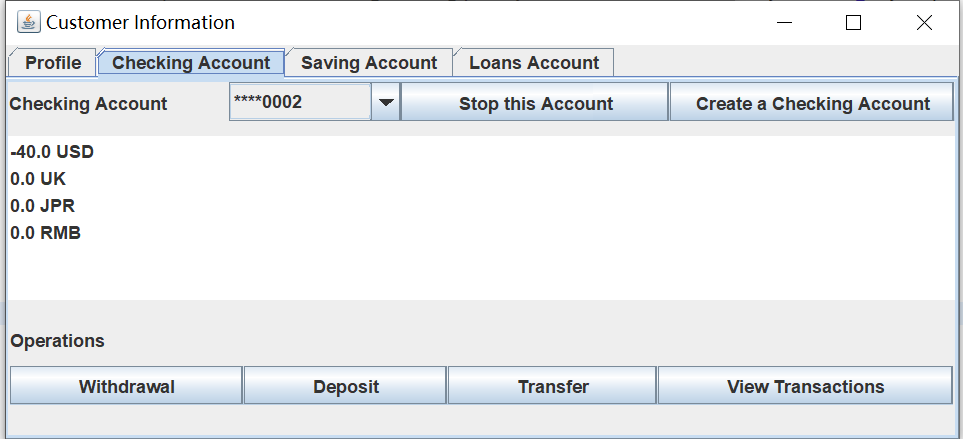 Customer Information
Profile Checking Account Saving Account Loans Account
Checking Account ****0002 Stop this Account Create a Checking Account
-40.0 USD
0.0 UK
0.0 JPR
0.0 RMB
Operations
Withdrawal Deposit Transfer View Transactions